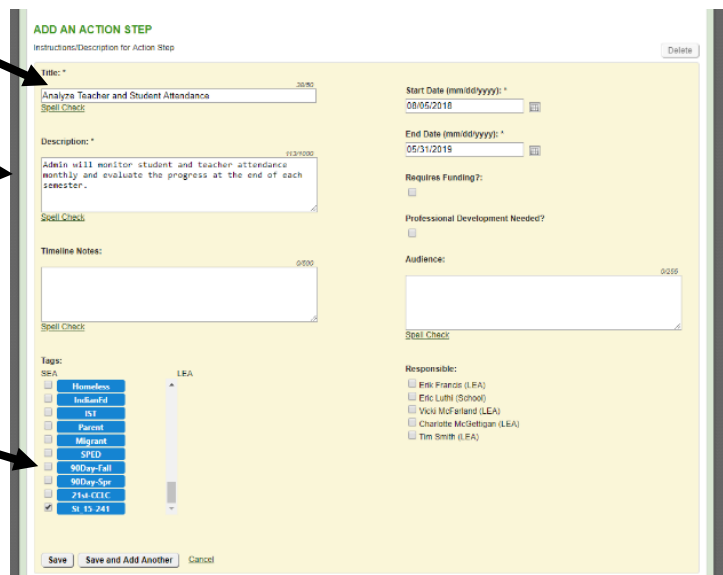 ADD AN ACTION STEP
Instructions/Description for Action Step
Delete
Title: *
39/50
Analyze Teacher and Student Attendance
Spell Check
Description: *
113/1000
Admin will monitor student and teacher attendance
monthly and evaluate the progress at the end of each
semester.
Spell Check
Timeline Notes:
0/500
Spell Check
Tags:
SEA LEA
Homeless
IndianEd
IST
Parent
Migrant
SPED
90Day-Fall
90Day-Spr
21st-CCLC
St_15-241
Start Date (mm/dd/yyyy): *
08/05/2018
End Date (mm/dd/yyyy): *
05/31/2019
Requires Funding?:
Professional Development Needed?
Audience:
0/255
Spell Check
Responsible:
Erik Francis (LEA)
Eric Luthi (School)
Vicki McFarland (LEA)
Charlotte McGettigan (LEA)
Tim Smith (LEA)
Save Save and Add Another Cancel